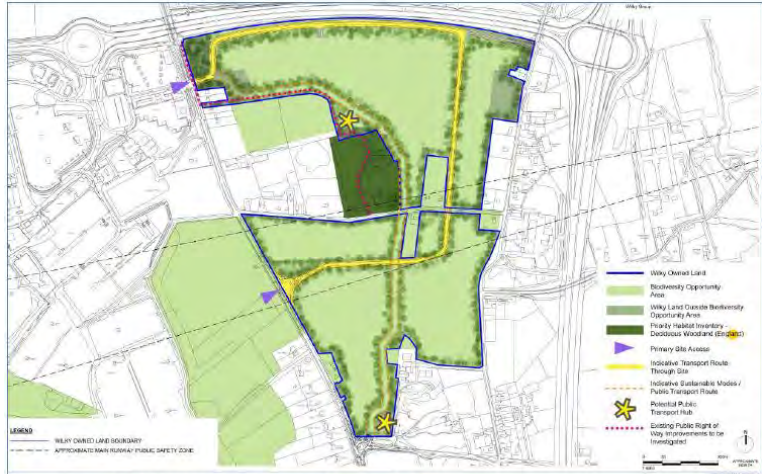 Wilky Group
Wilky Owned Land
Biodiversity Opportunity
Area
Wilky Land Outside Biodiversity
Opportunity Area
Priority Habitat Inventory -
Deciduous Woodland (England)
Primary Site Access
Indicative Transport Route
Through Site
Indicative Sustainable Modes /
Public Transport Route
Potential Public
Transport Hub
Existing Public Right of
Way Improvements to be
Investigated
N
LEGEND
WILKY OWNED LAND BOUNDARY
APPROXIMATE MAIN RUNWAY PUBLIC SAFETY ZONE